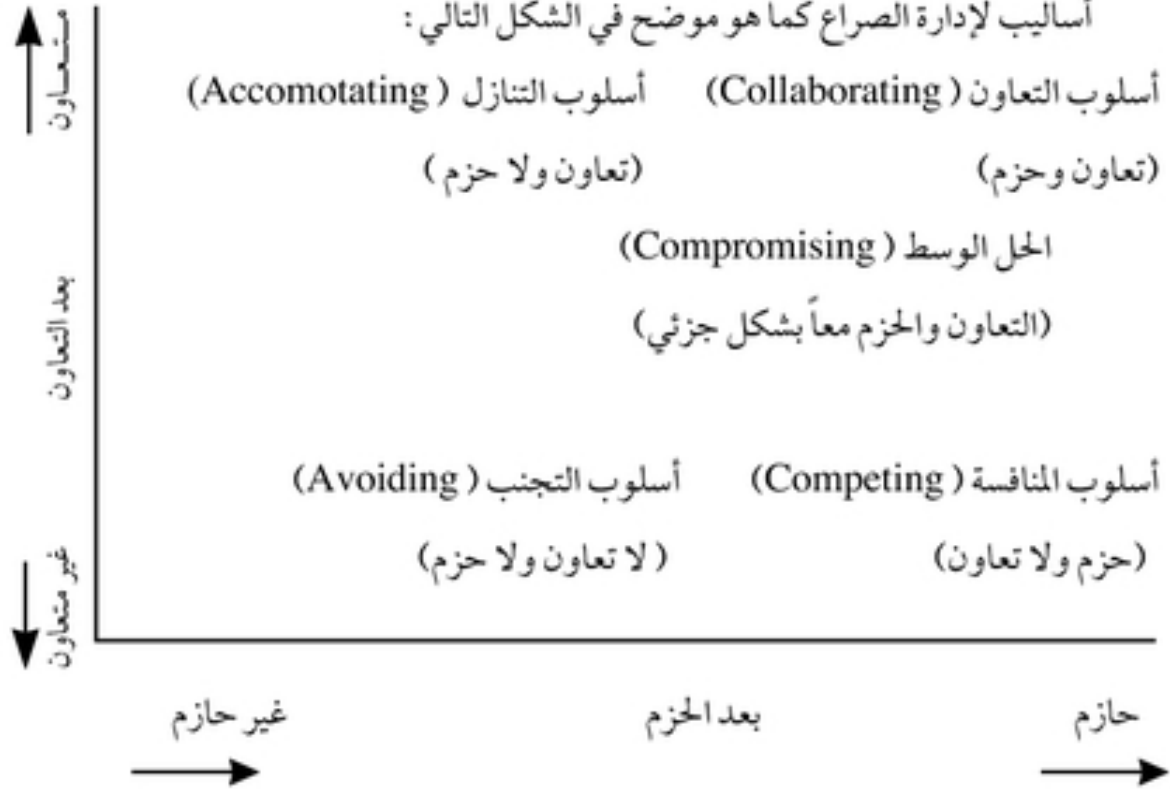 أساليب لإدارة الصراع كما هو موضح في الشكل التالي :
متعاون
أسلوب التعاون ( Collaborating) أسلوب التنازل ( Accomotating)
(تعاون وحزم) (تعاون ولا حزم )
الحل الوسط ( Compromising)
بعد التعاون
(التعاون والحزم معاً بشكل جزئي)
أسلوب المنافسة ( Competing) أسلوب التجنب ( Avoiding)
(حزم ولا تعاون) ( لا تعاون ولا حزم)
غير متعاون
حازم بعد الحزم غير حازم